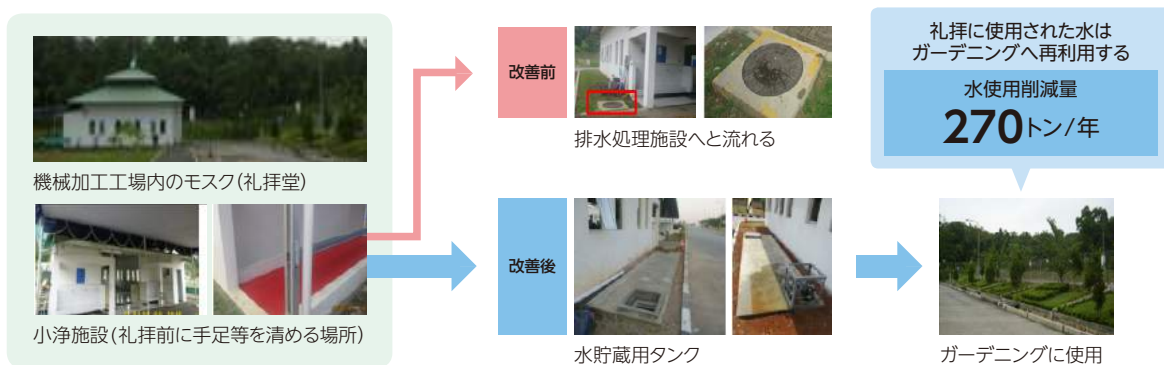 機械加工工場内のモスク(礼拝堂)
小浄施設(礼拝前に手足等を清める場所)
改善前
排水処理施設へと流れる
改善後
水貯蔵用タンク
礼拝に使用された水は
ガーデニングへ再利用する
水使用削減量
270トン/年
ガーデニングに使用